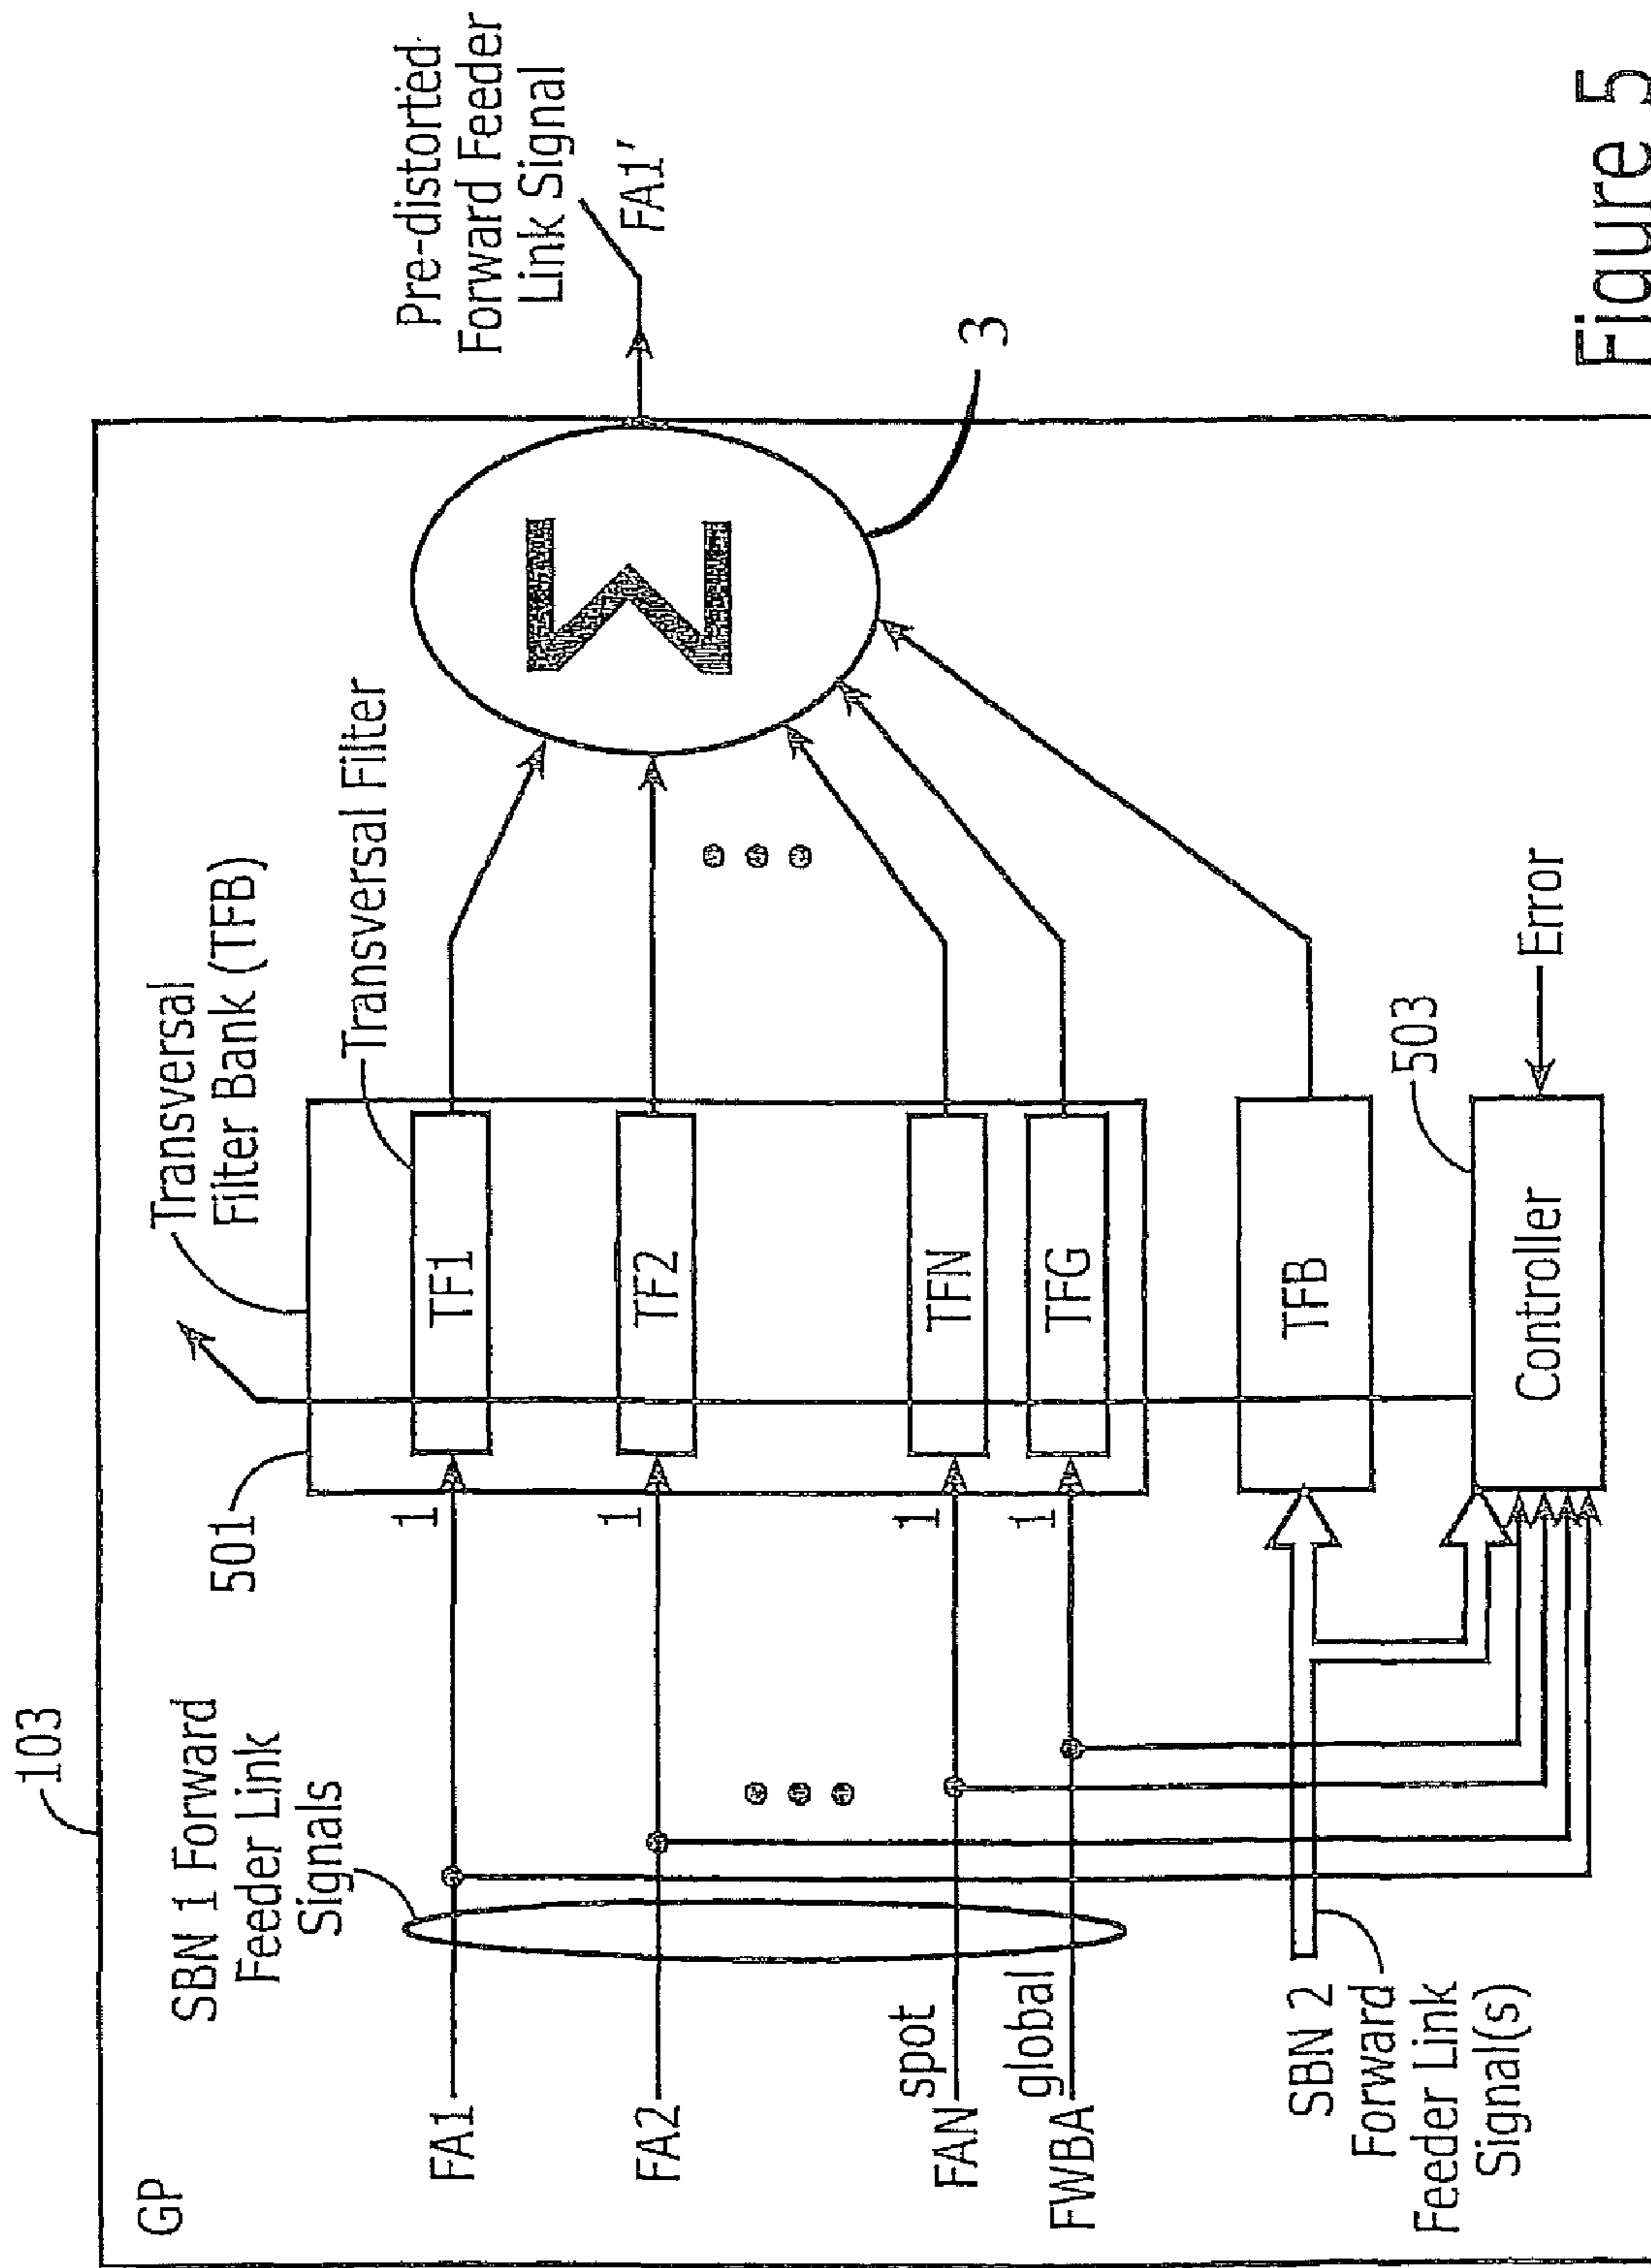 103
GP
SBN 1 Forward
Feeder Link
Signals
501
Transversal
Filter Bank (TFB)
Transversal Filter
FA1
1
TF1
FA2
1
TF2
spot
FAN
1
TFN
global
FWBA
1
TFG
SBN 2
Forward
Feeder Link
Signal(s)
TFB
Controller
503
Error
Σ
3
Pre-distorted
Forward Feeder
Link Signal
FA1'
Figure 5